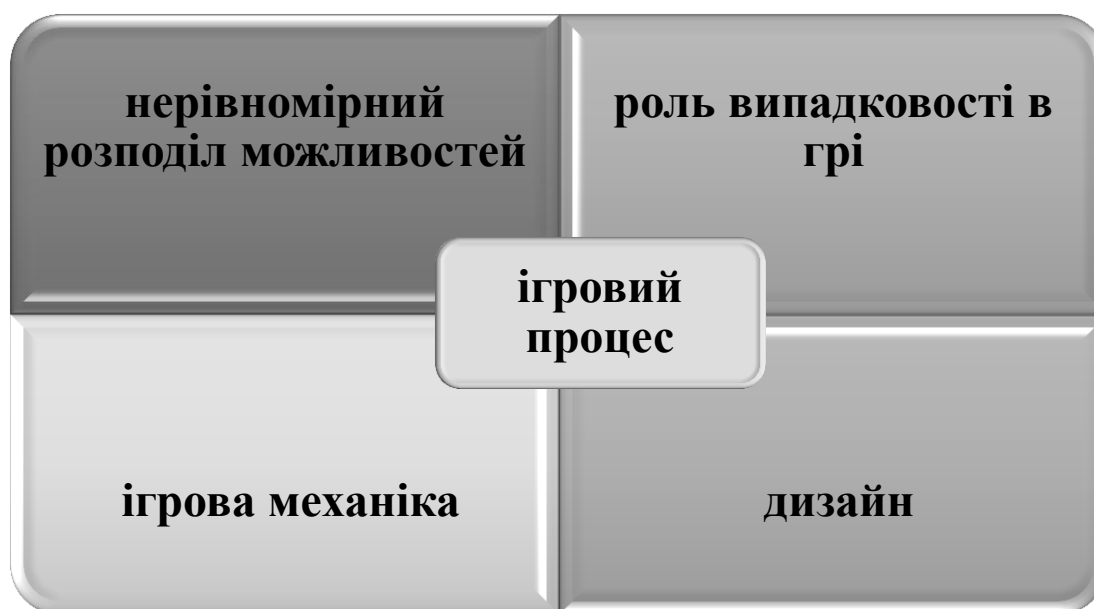 нерівномірний
розподіл можливостей
роль випадковості в
грі
ігровий
процес
ігрова механіка
дизайн